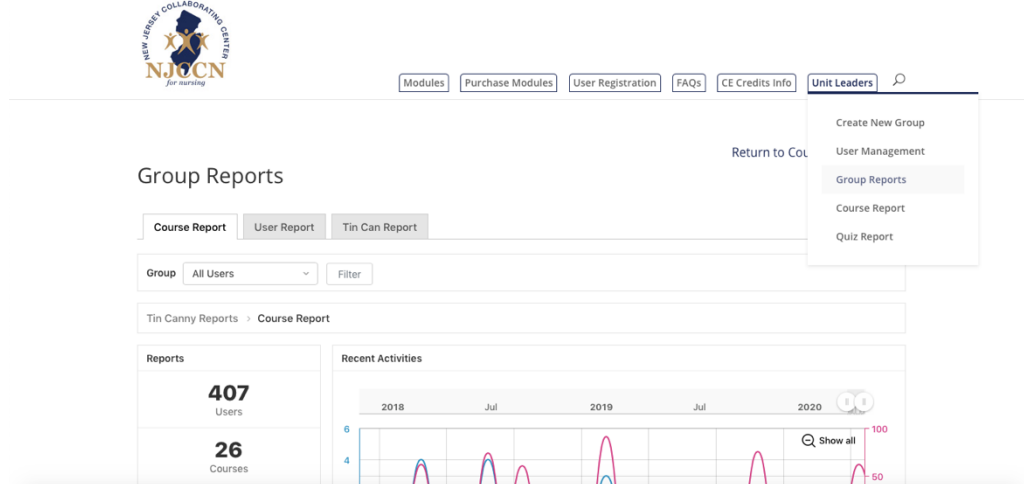 NEW JERSEY COLLABORATING CENTER
NJCCN
for nursing
Modules
Purchase Modules
User Registration
FAQs
CE Credits Info
Unit Leaders
Create New Group
User Management
Group Reports
Course Report
Quiz Report
Return to Cou
Group Reports
Course Report
User Report
Tin Can Report
Group
All Users
Filter
Tin Canny Reports > Course Report
Reports
407
Users
26
Courses
Recent Activities
2018 Jul 2019 Jul 2020
6
100
Show all
4
50